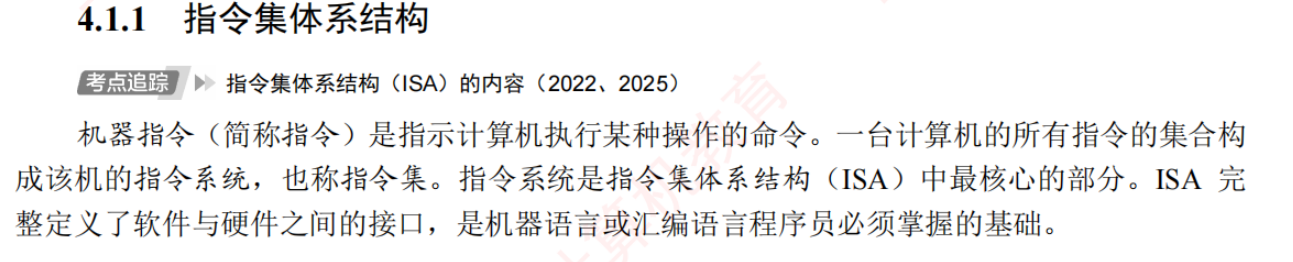 4.1.1 指令集体系结构
考点追踪 指令集体系结构（ISA）的内容（2022、2025）
机器指令（简称指令）是指示计算机执行某种操作的命令。一台计算机的所有指令的集合构
成该机的指令系统，也称指令集。指令系统是指令集体系结构（ISA）中最核心的部分。ISA 完
整定义了软件与硬件之间的接口，是机器语言或汇编语言程序员必须掌握的基础。
算机教育